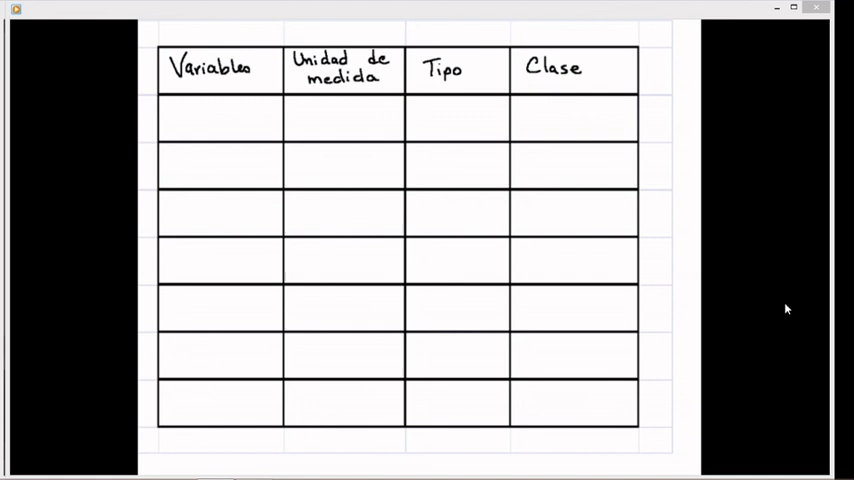 Variables
Unidad de
medida
Tipo
Clase